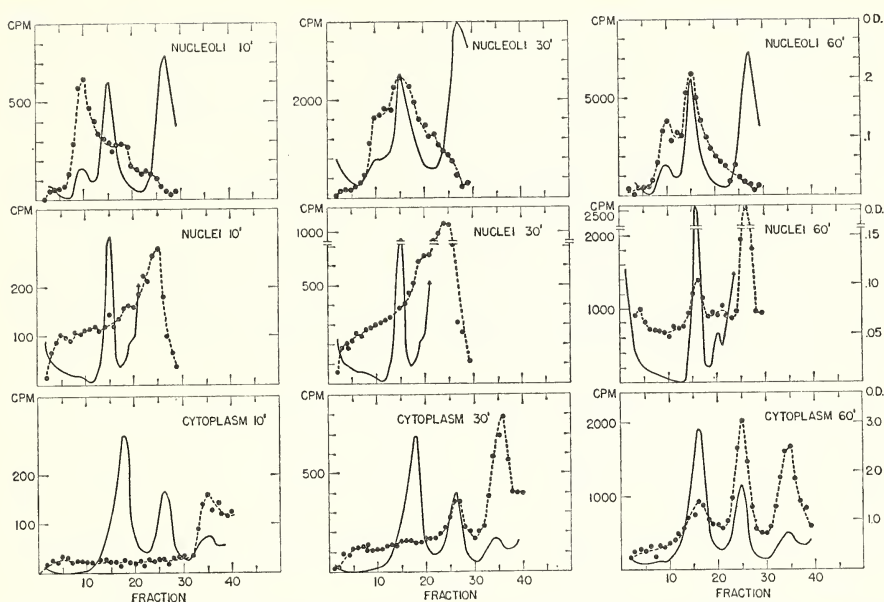 CPM
NUCLEOLI 10'
500
CPM
NUCLEOLI 30'
2000
CPM
NUCLEOLI 60'
5000
O.D.
.2
.1
CPM
NUCLEI 10'
200
100
CPM
NUCLEI 30'
1000
500
CPM
NUCLEI 60'
2500
2000
1000
O.D.
.15
.10
.05
CPM
CYTOPLASM 10'
200
100
10 20 30 40
FRACTION
CPM
CYTOPLASM 30'
500
10 20 30 40
FRACTION
CPM
CYTOPLASM 60'
2000
1000
10 20 30 40
FRACTION
O.D.
3.0
2.0
1.0